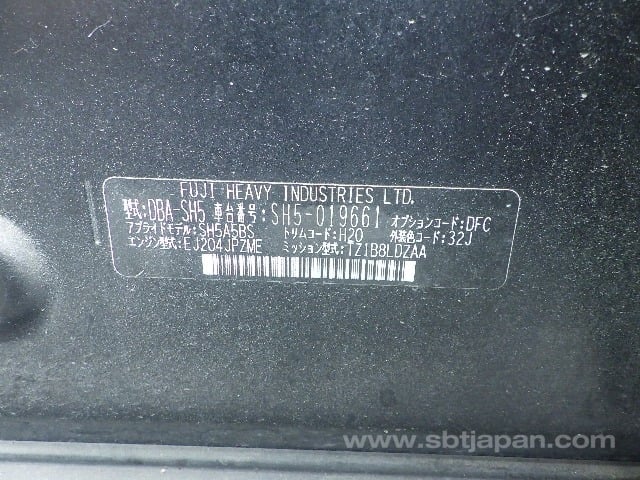 FUJI HEAVY INDUSTRIES LTD.
型式:DBA-SH5 車台番号:SH5-019661 オプションコード:DFC
アプライドモデル:SH5A5BS トリムコード:H20 外装色コード:32J
エンジン型式:EJ204JPZME ミッション型式:TZ1B8LDZAA
www.sbtjapan.com